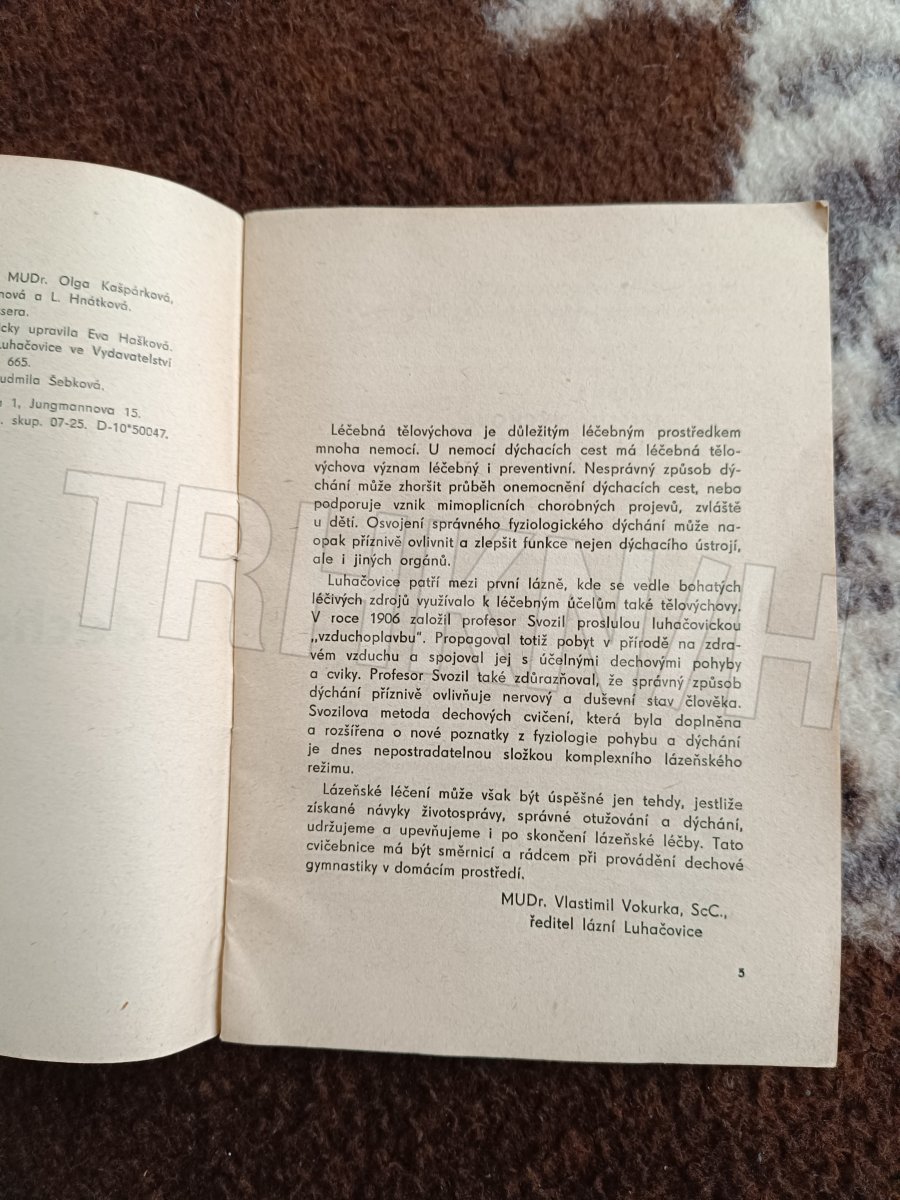 MUDr. Olga Kašpárková,
nová a L. Hnátková.
sera.
icky upravila Eva Hašková.
Luhačovice ve Vydavatelství
665.
udmila Šebková.
1, Jungmannova 15.
. skup. 07-25. D-10*50047.
Léčebná tělovýchova je důležitým léčebným prostředkem
mnoha nemocí. U nemocí dýchacích cest má léčebná tělo-
výchova význam léčebný i preventivní. Nesprávný způsob dý-
chání může zhoršit průběh onemocnění dýchacích cest, nebo
podporuje vznik mimoplicních chorobných projevů, zvláště
u dětí. Osvojení správného fyziologického dýchání může na-
opak příznivě ovlivnit a zlepšit funkce nejen dýchacího ústrojí,
ale i jiných orgánů.
Luhačovice patří mezi první lázně, kde se vedle bohatých
léčivých zdrojů využívalo k léčebným účelům také tělovýchovy.
V roce 1906 založil profesor Svozil proslulou luhačovickou
„vzduchoplavbu“. Propagoval totiž pobyt v přírodě na zdra-
vém vzduchu a spojoval jej s účelnými dechovými pohyby
a cviky. Profesor Svozil také zdůrazňoval, že správný způsob
dýchání příznivě ovlivňuje nervový a duševní stav člověka.
Svozilova metoda dechových cvičení, která byla doplněna
a rozšířena o nové poznatky z fyziologie pohybu a dýchání
je dnes nepostradatelnou složkou komplexního lázeňského
režimu.
Lázeňské léčení může však být úspěšné jen tehdy, jestliže
získané návyky životosprávy, správné otužování a dýchání,
udržujeme a upevňujeme i po skončení lázeňské léčby. Tato
cvičebnice má být směrnicí a rádcem při provádění dechové
gymnastiky v domácím prostředí.
MUDr. Vlastimil Vokurka, ScC.,
ředitel lázní Luhačovice
5